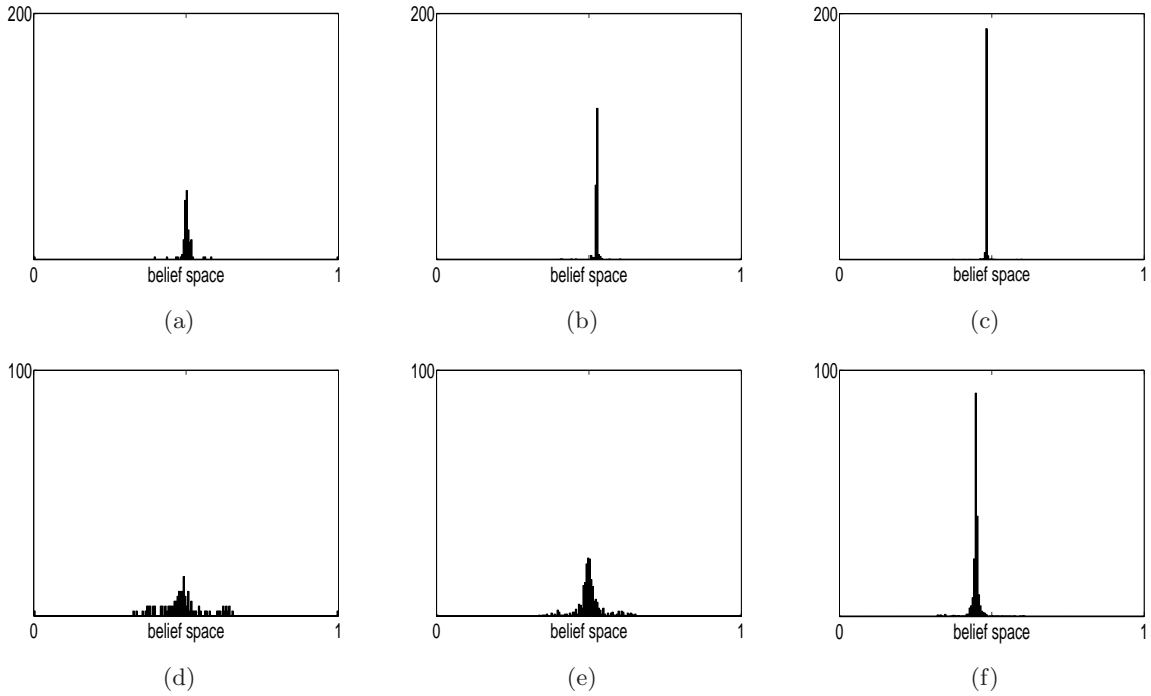 200 200 200
0 belief space 1 0 belief space 1 0 belief space 1
(a) (b) (c)
100 100 100
0 belief space 1 0 belief space 1 0 belief space 1
(d) (e) (f)